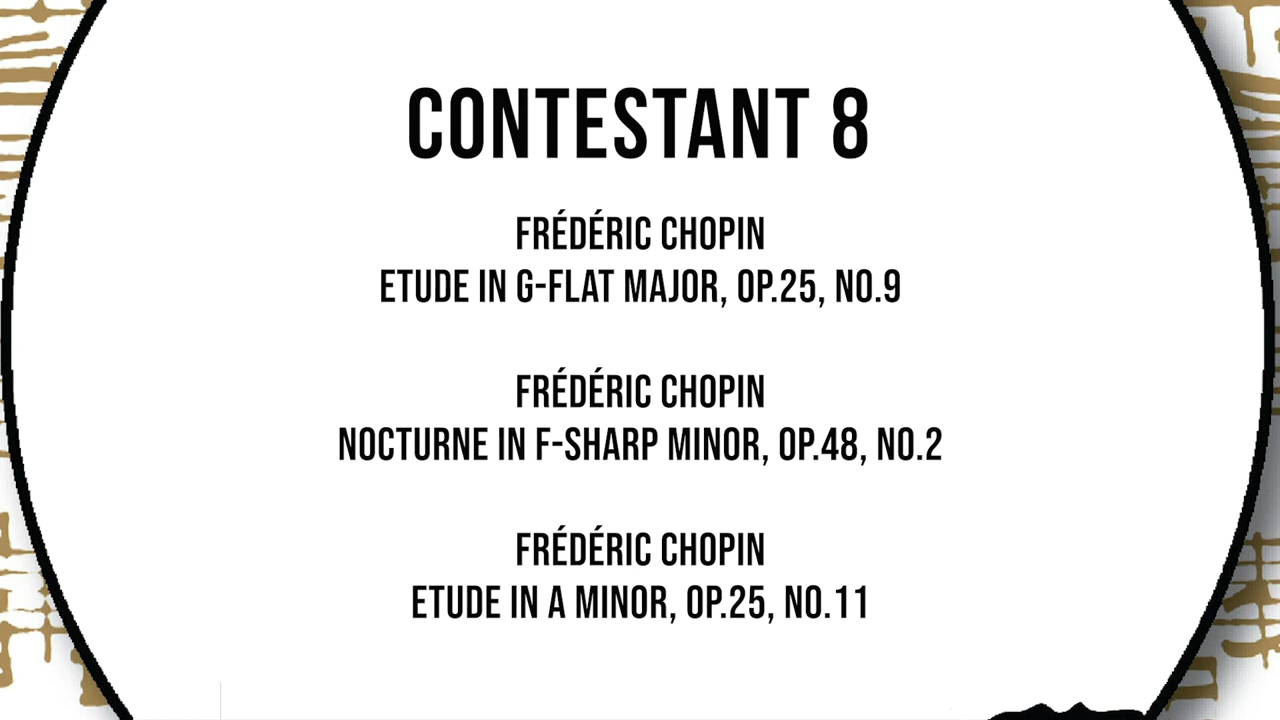 CONTESTANT 8
FRÉDÉRIC CHOPIN
ETUDE IN G-FLAT MAJOR, OP.25, NO.9
FRÉDÉRIC CHOPIN
NOCTURNE IN F-SHARP MINOR, OP.48, NO.2
FRÉDÉRIC CHOPIN
ETUDE IN A MINOR, OP.25, NO.11